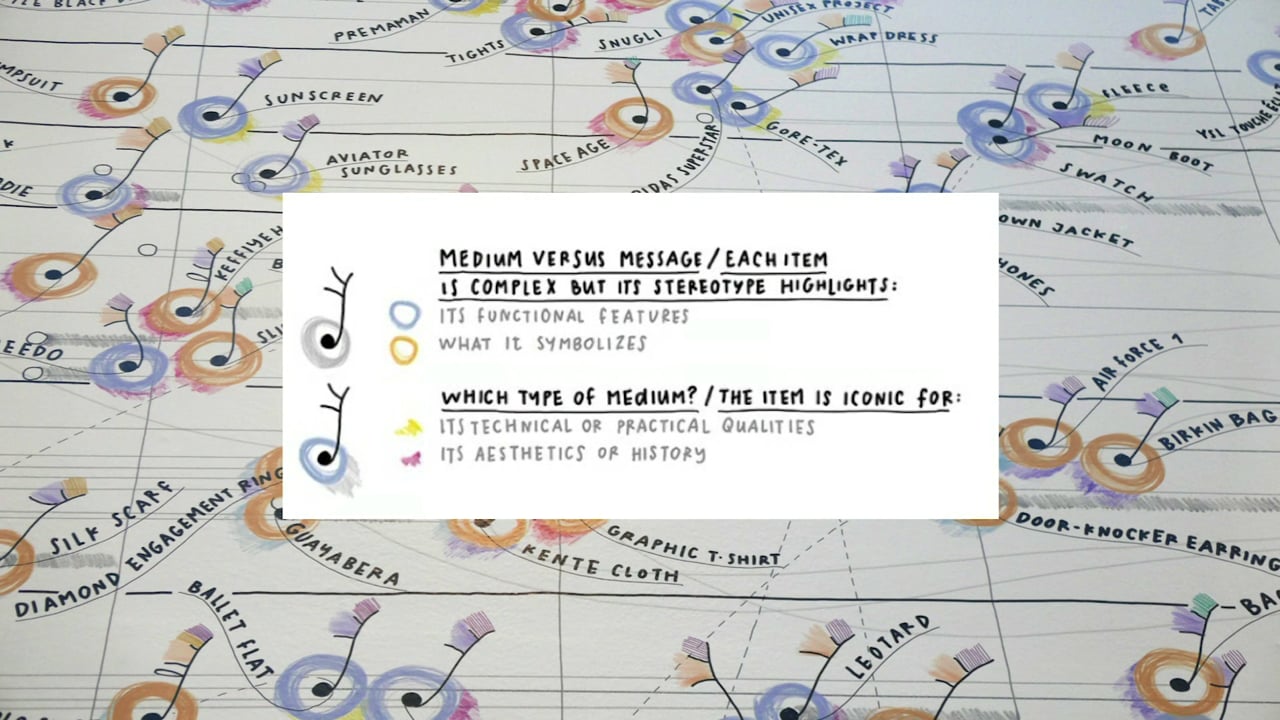 PREMAMAN
TIGHTS
SNUGLI
UNISEX PROJECT
WRAP DRESS
SUNSCREEN
AVIATOR
SUNGLASSES
SPACE AGE
GORE-TEX
FLEECE
MOON BOOT
SWATCH
KEFFIYEH
MEDIUM VERSUS MESSAGE / EACH ITEM
IS COMPLEX BUT ITS STEREOTYPE HIGHLIGHTS:
ITS FUNCTIONAL FEATURES
WHAT IT SYMBOLIZES
WHICH TYPE OF MEDIUM? / THE ITEM IS ICONIC FOR:
ITS TECHNICAL OR PRACTICAL QUALITIES
ITS AESTHETICS OR HISTORY
AIR FORCE 1
BIRKIN BAG
SILK SCARF
DIAMOND ENGAGEMENT RING
GUAYABERA
KENTE CLOTH
GRAPHIC T-SHIRT
DOOR-KNOCKER EARRING
BALLET FLAT
LEOTARD